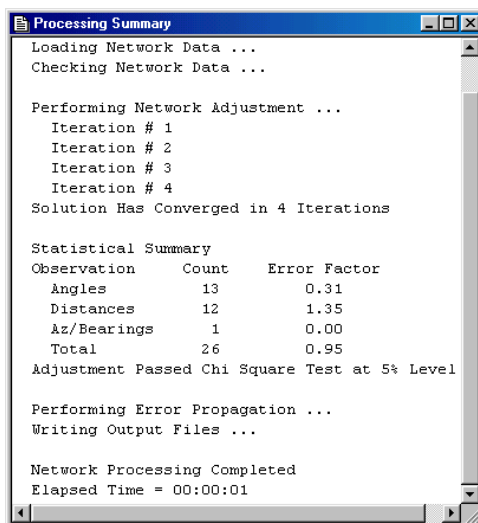 Processing Summary
Loading Network Data ...
Checking Network Data ...
Performing Network Adjustment ...
Iteration # 1
Iteration # 2
Iteration # 3
Iteration # 4
Solution Has Converged in 4 Iterations
Statistical Summary
Observation Count Error Factor
Angles 13 0.31
Distances 12 1.35
Az/Bearings 1 0.00
Total 26 0.95
Adjustment Passed Chi Square Test at 5% Level
Performing Error Propagation ...
Writing Output Files ...
Network Processing Completed
Elapsed Time = 00:00:01